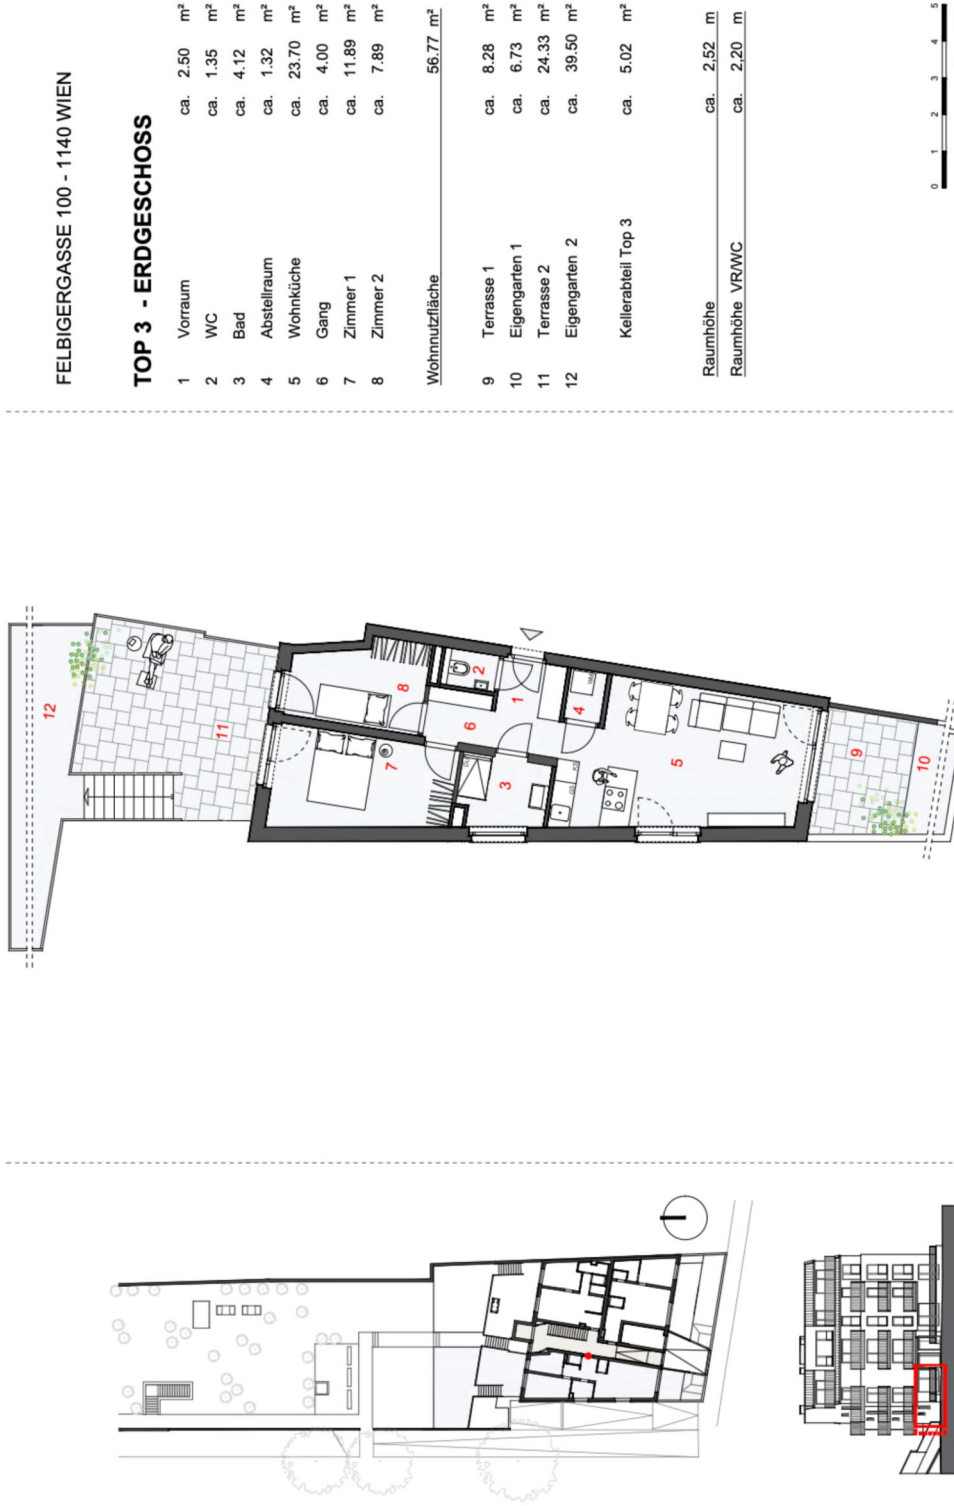 FELBIGERGASSE 100 - 1140 WIEN
TOP 3 - ERDGESCHOSS
1 Vorraum ca. 2.50 m²
2 WC ca. 1.35 m²
3 Bad ca. 4.12 m²
4 Abstellraum ca. 1.32 m²
5 Wohnküche ca. 23.70 m²
6 Gang ca. 4.00 m²
7 Zimmer 1 ca. 11.89 m²
8 Zimmer 2 ca. 7.89 m²
Wohnnutzfläche 56.77 m²
9 Terrasse 1 ca. 8.28 m²
10 Eigengarten 1 ca. 6.73 m²
11 Terrasse 2 ca. 24.33 m²
12 Eigengarten 2 ca. 39.50 m²
Kellerabteil Top 3 ca. 5.02 m²
Raumhöhe ca. 2,52 m
Raumhöhe VR/WC ca. 2,20 m
0 1 2 3 4 5
12
11
8
7
2
6
1
4
3
5
9
10